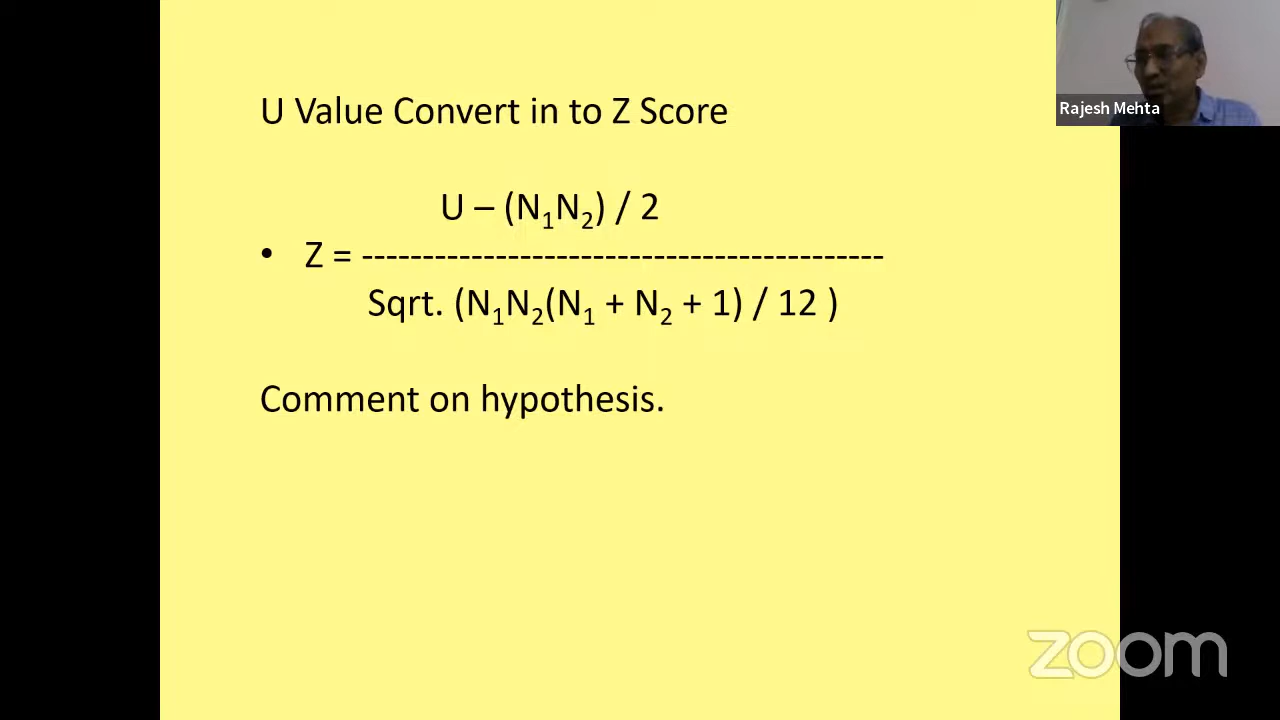 U Value Convert in to Z Score
Rajesh Mehta
U – (N₁N₂) / 2
• Z = -------------------------------------------
Sqrt. (N₁N₂(N₁ + N₂ + 1) / 12 )
Comment on hypothesis.
zoom